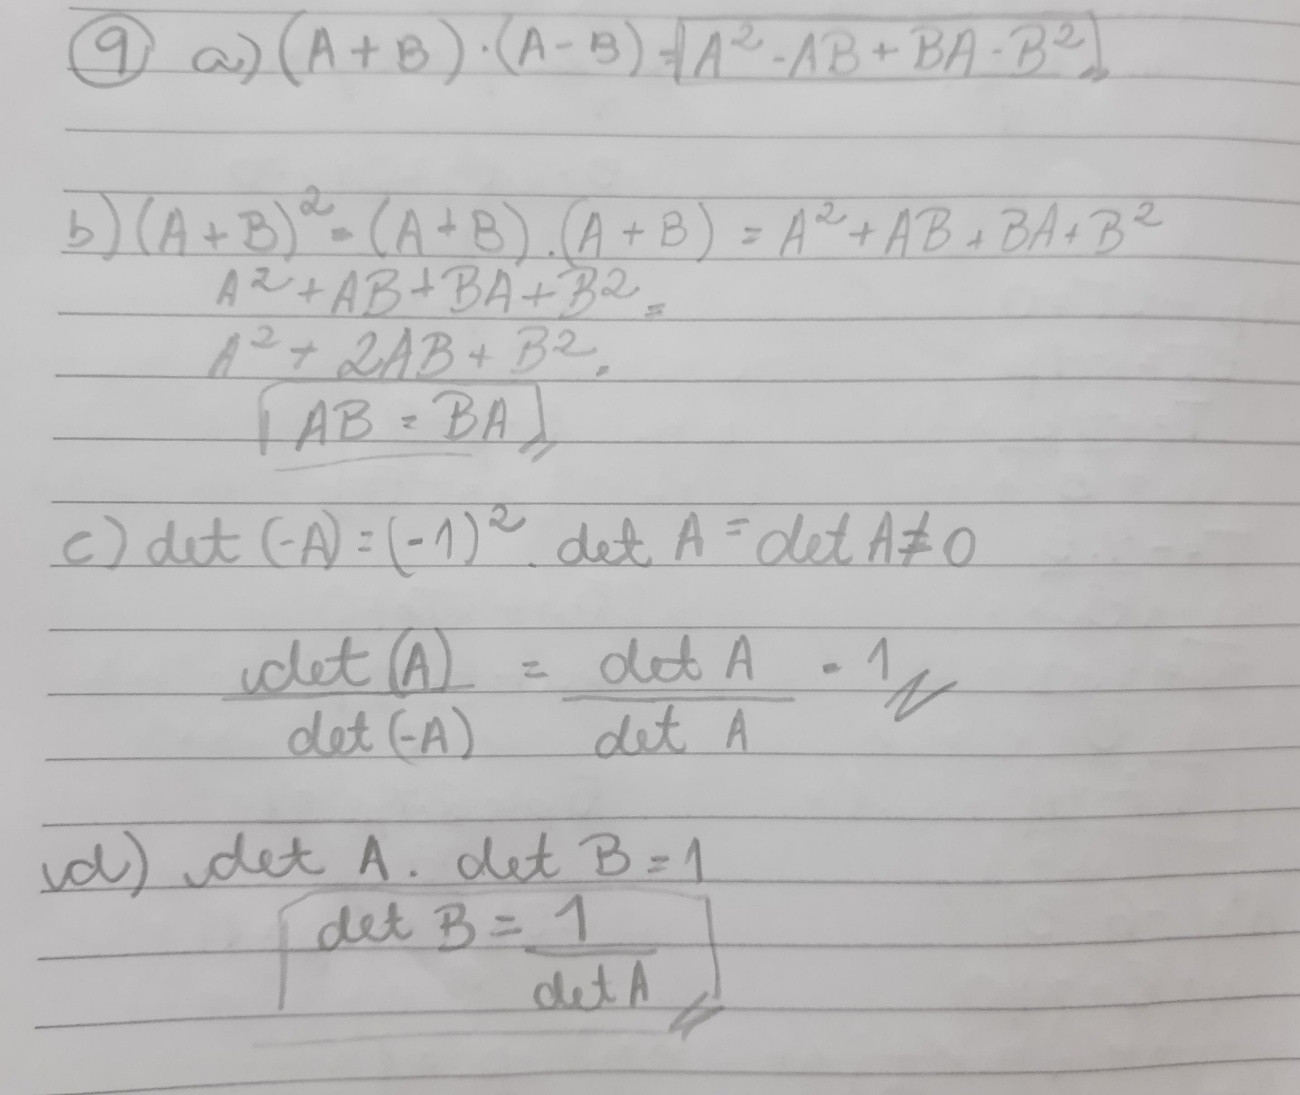 9 a) (A + B) · (A - B) = A² - AB + BA - B²
b) (A + B)² = (A + B) . (A + B) = A² + AB + BA + B²
A² + AB + BA + B² =
A² + 2AB + B².
AB = BA
c) det (-A) = (-1)² . det A = det A ≠ 0
det (A) / det (-A) = det A / det A = 1
d) det A . det B = 1
det B = 1 / det A